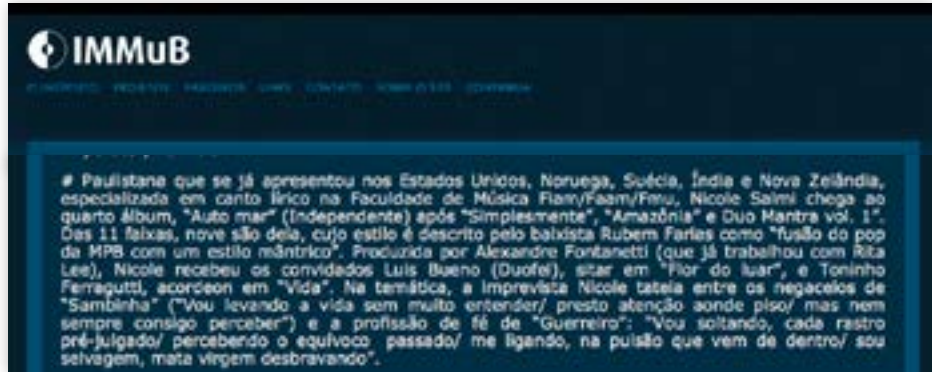 IMMuB
PROJETOS PARCEIROS LINKS CONTATO
# Paulistana que se já apresentou nos Estados Unidos, Noruega, Suécia, Índia e Nova Zelândia,
especializada em canto lírico na Faculdade de Música Fiam/Faam/Fmu, Nicole Salmi chega ao
quarto álbum, "Auto mar" (Independente) após "Simplesmente", "Amazônia" e Duo Mantra vol. 1".
Das 11 faixas, nove são dela, cujo estilo é descrito pelo baixista Rubem Farias como "fusão do pop
da MPB com um estilo mântrico". Produzida por Alexandre Fontanetti (que já trabalhou com Rita
Lee), Nicole recebeu os convidados Luis Bueno (Duofel), sitar em "Flor do luar", e Toninho
Ferragutti, acordeon em "Vida". Na temática, a imprevista Nicole tateia entre os negaceios de
"Sambinha" ("Vou levando a vida sem muito entender/ presto atenção aonde piso/ mas nem
sempre consigo perceber") e a profissão de fé de "Guerreiro": "Vou soltando, cada rastro
pré-julgado/ percebendo o equívoco passado/ me ligando, na pulsão que vem de dentro/ sou
selvagem, mata virgem desbravando".